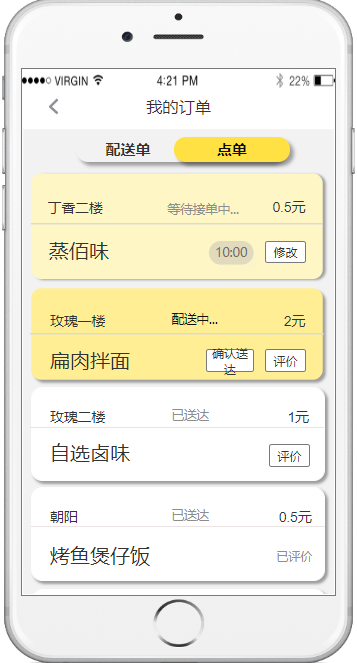 VIRGIN 4:21 PM 22%
我的订单
配送单 点单
丁香二楼 等待接单中... 0.5元
蒸佰味 10:00 修改
玫瑰一楼 配送中... 2元
扁肉拌面 确认送达 评价
玫瑰二楼 已送达 1元
自选卤味 评价
朝阳 已送达 0.5元
烤鱼煲仔饭 已评价